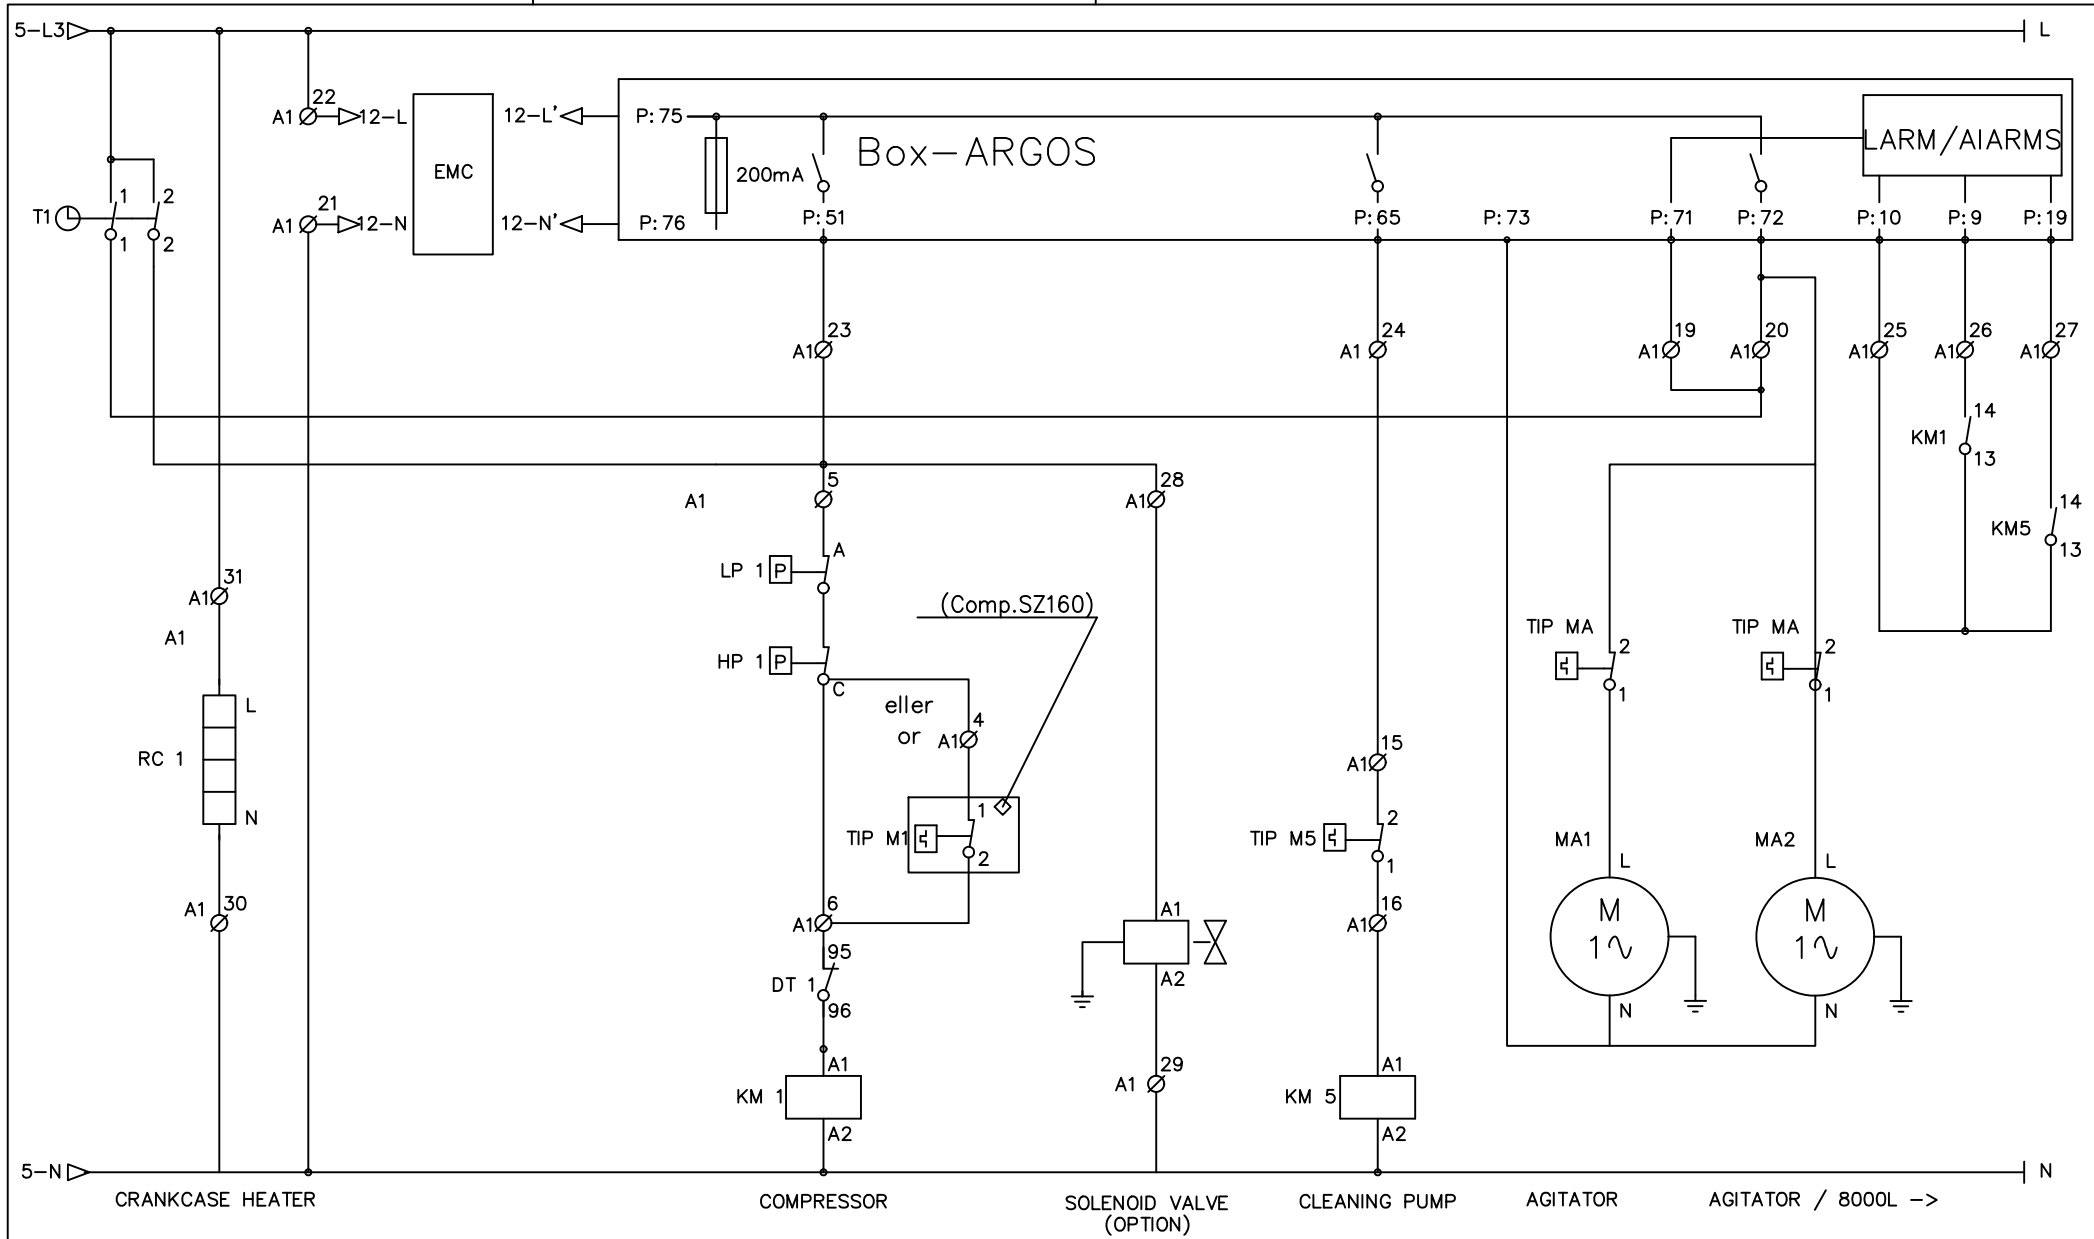 5-L3
L
22
A1
12-L
12-L'
P:75
EMC
200mA
Box-ARGOS
LARM/AlARMS
1
2
T1
1
2
21
A1
12-N
12-N'
P:76
P:51
P:65
P:73
P:71
P:72
P:10
P:9
P:19
23
A1
24
A1
19
A1
20
A1
25
A1
26
A1
27
A1
14
KM1
13
14
KM5
13
A1
5
28
A1
A
LP 1
P
31
A1
A1
(Comp.SZ160)
HP 1
P
C
eller
or
4
A1
TIP MA
2
1
TIP MA
2
1
L
RC 1
N
15
A1
1
TIP M1
2
TIP M5
2
1
MA1
L
MA2
L
30
A1
6
A1
16
A1
A1
A2
M
1∿
M
1∿
95
DT 1
96
N
N
A1
KM 1
A2
29
A1
A1
KM 5
A2
5-N
N
CRANKCASE HEATER
COMPRESSOR
SOLENOID VALVE
(OPTION)
CLEANING PUMP
AGITATOR
AGITATOR / 8000L ->